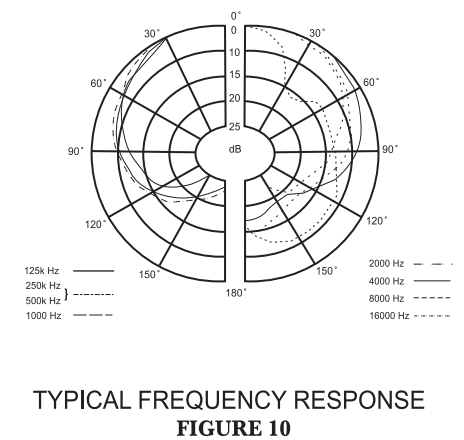 0°
30° 0 30°
10
60° 15 60°
20
25
90° dB 90°
120° 120°
150° 150°
180°
125k Hz
250k Hz
500k Hz
1000 Hz
2000 Hz
4000 Hz
8000 Hz
16000 Hz
TYPICAL FREQUENCY RESPONSE
FIGURE 10